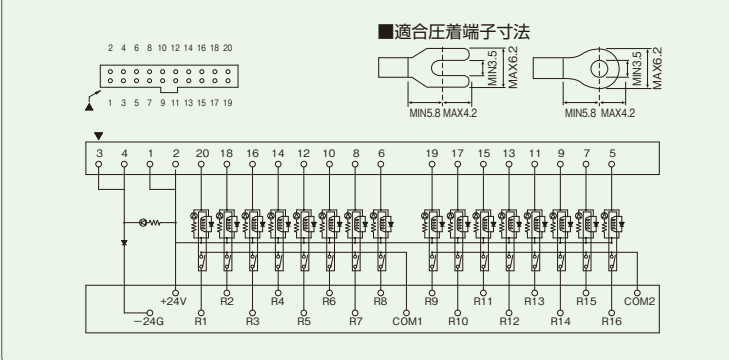 ■適合圧着端子寸法
2 4 6 8 10 12 14 16 18 20
1 3 5 7 9 11 13 15 17 19
MIN3.5
MAX6.2
MIN5.8 MAX4.2
MIN3.5
MAX6.2
MIN5.8 MAX4.2
3 4 1 2 20 18 16 14 12 10 8 6 19 17 15 13 11 9 7 5
+24V R2 R4 R6 R8 R9 R11 R13 R15 COM2
−24G R1 R3 R5 R7 COM1 R10 R12 R14 R16